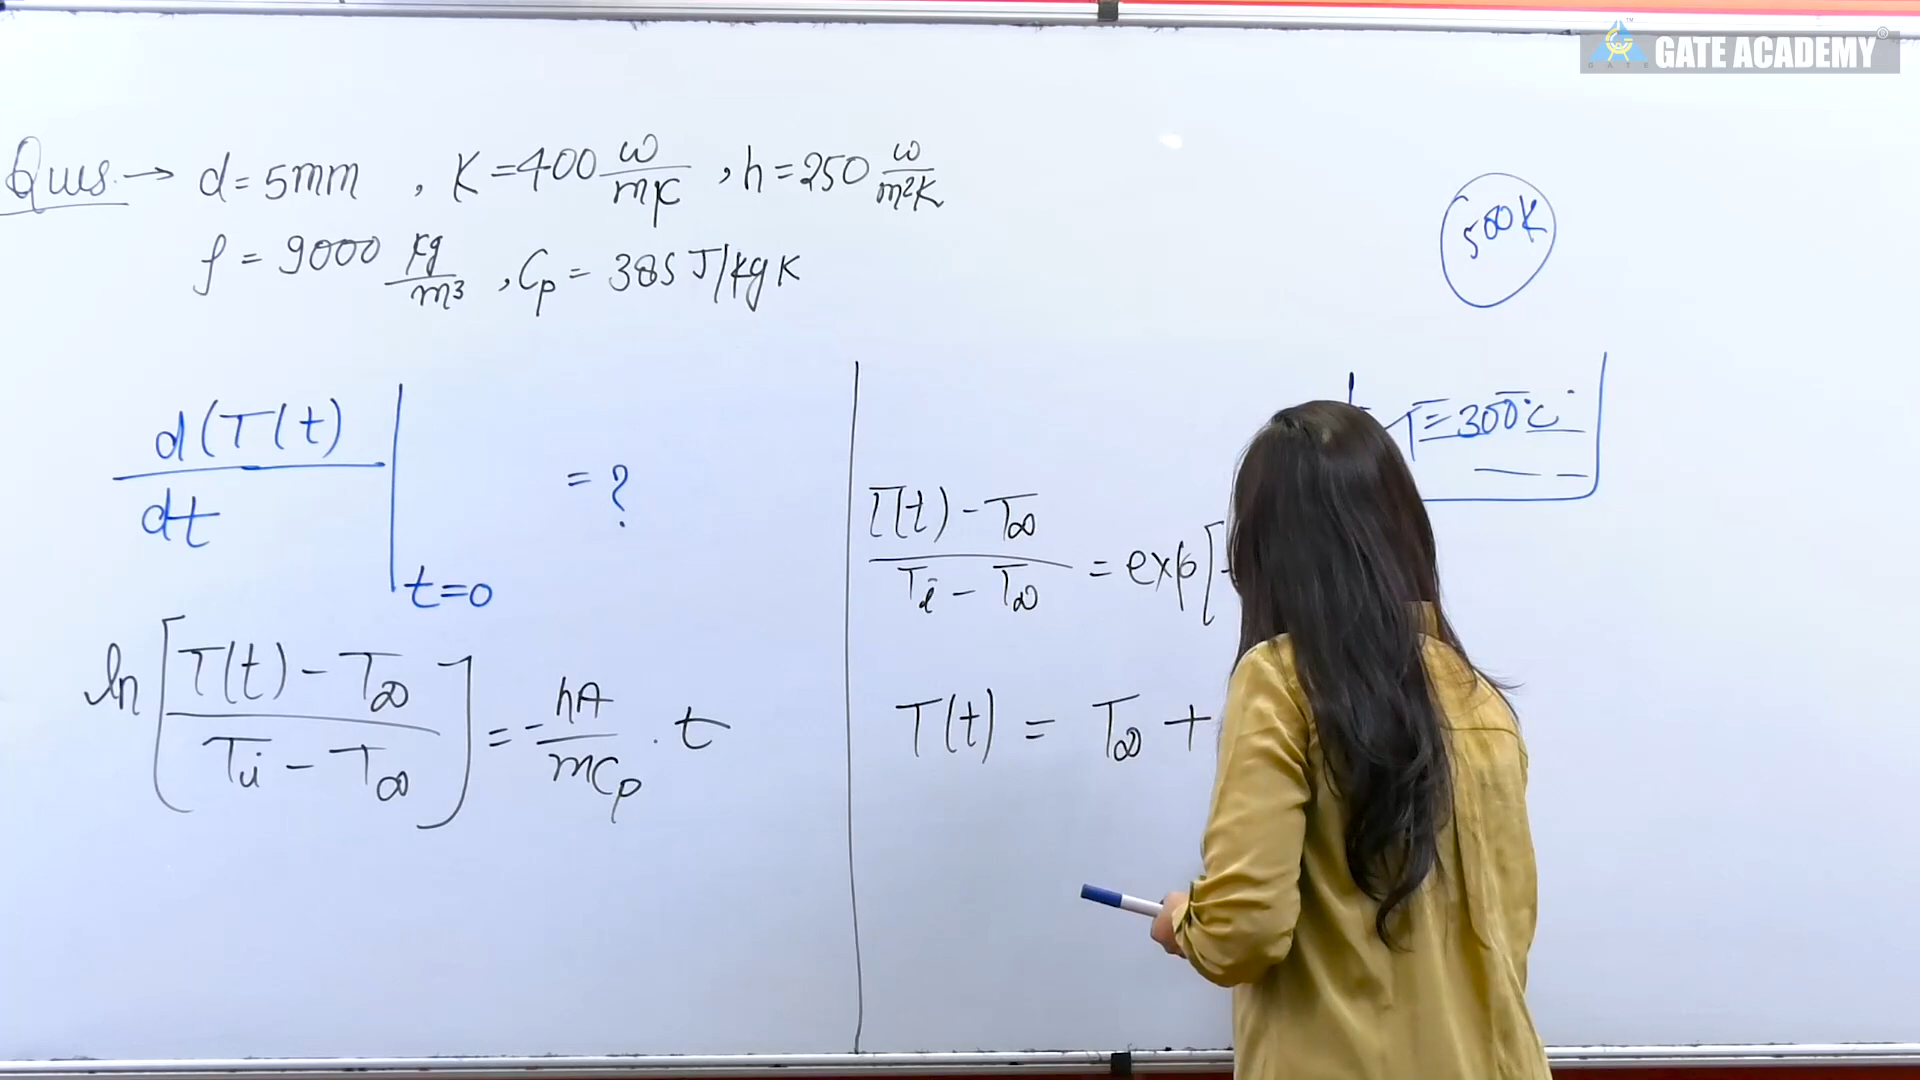 GATE ACADEMY
Ques. → d = 5mm , K = 400 w/mK , h = 250 w/m²K
ρ = 9000 kg/m³ , Cp = 385 J/kg K
500K
T = 300°C
d(T(t)/dt | t=0 = ?
T(t) - T∞ / Ti - T∞ = exp[-
ln [T(t) - T∞ / Ti - T∞] = -hA/mCp . t
T(t) = T∞ +